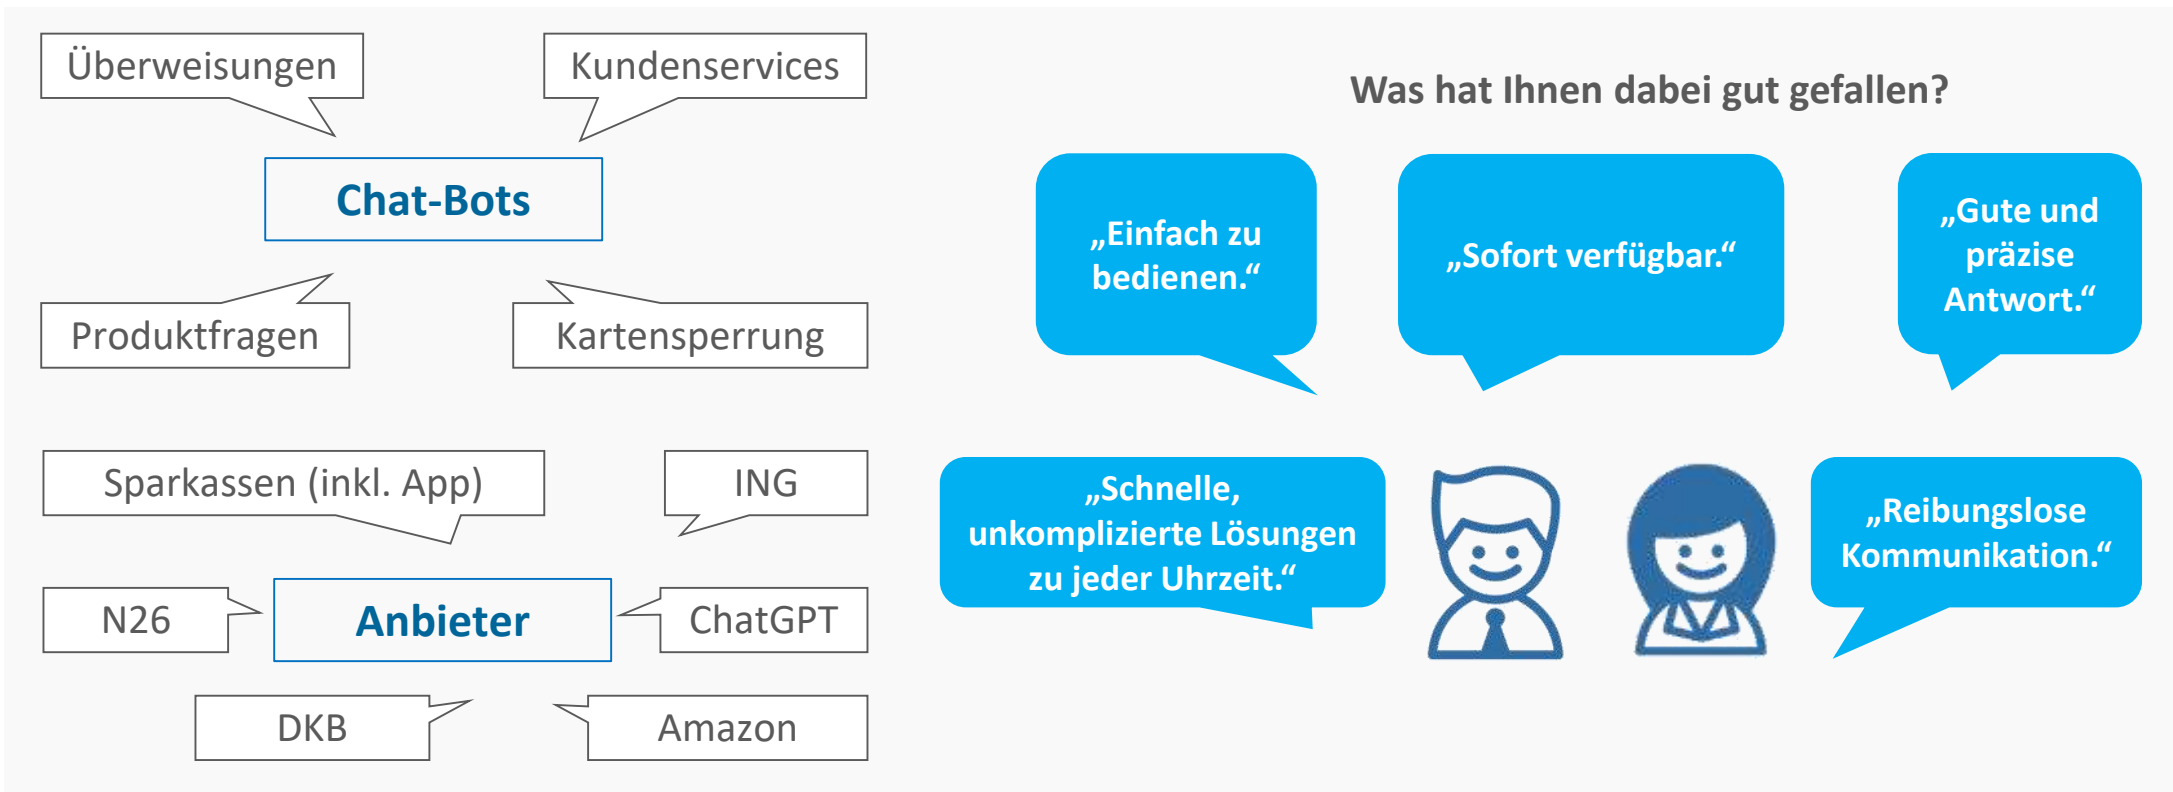 Überweisungen
Kundenservices
Chat-Bots
Produktfragen
Kartensperrung
Sparkassen (inkl. App)
ING
N26
Anbieter
ChatGPT
DKB
Amazon
Was hat Ihnen dabei gut gefallen?
„Einfach zu
bedienen.“
„Sofort verfügbar.“
„Gute und
präzise
Antwort.“
„Schnelle,
unkomplizierte Lösungen
zu jeder Uhrzeit.“
„Reibungslose
Kommunikation.“